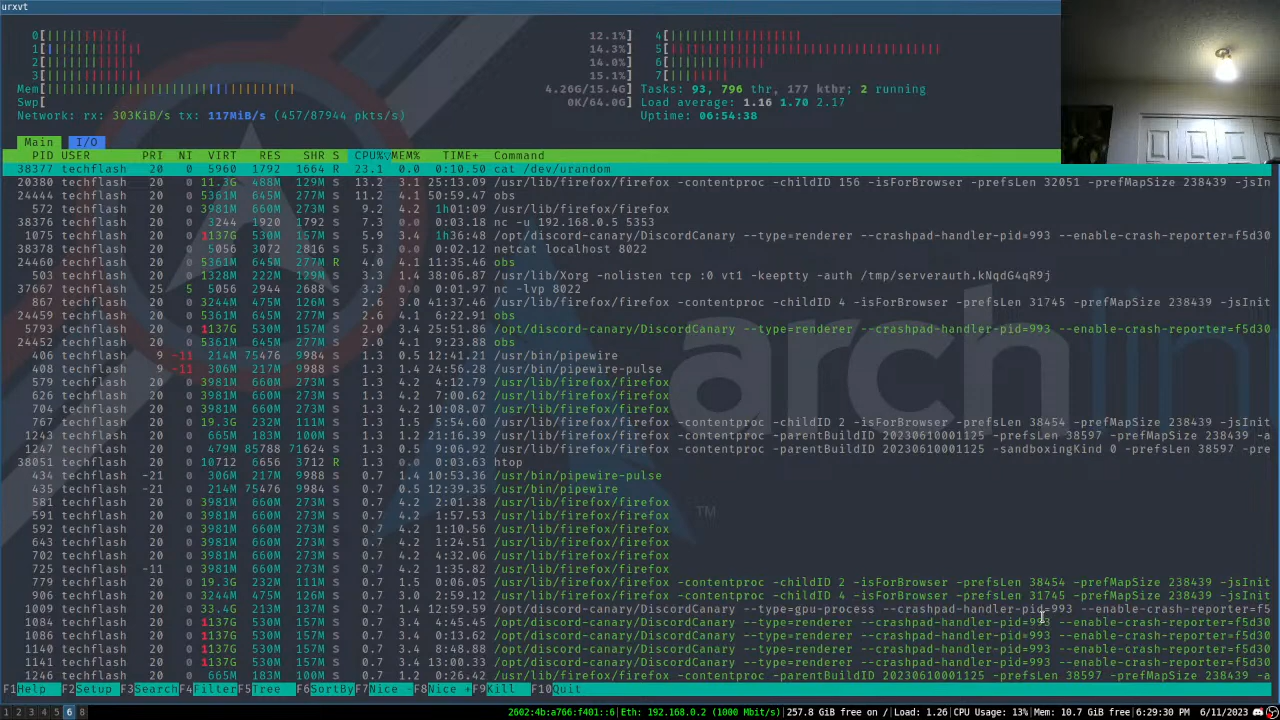 urxvt
0[ 12.1%] 4[
1[ 14.3%] 5[
2[ 14.0%] 6[
3[ 15.1%] 7[
Mem[ 4.26G/15.4G] Tasks: 93, 796 thr, 177 kthr; 2 running
Swp[ 0K/64.0G] Load average: 1.16 1.70 2.17
Network: rx: 303KiB/s tx: 117MiB/s (457/87944 pkts/s) Uptime: 06:54:38
Main I/O
PID USER PRI NI VIRT RES SHR S CPU%▽MEM% TIME+ Command
38377 techflash 20 0 5960 1792 1664 R 23.1 0.0 0:10.50 cat /dev/urandom
20380 techflash 20 0 11.3G 488M 129M S 13.2 3.1 25:13.09 /usr/lib/firefox/firefox -contentproc -childID 156 -isForBrowser -prefsLen 32051 -prefMapSize 238439 -jsIn
24444 techflash 20 0 5361M 645M 277M S 11.2 4.1 50:59.47 obs
572 techflash 20 0 3981M 660M 273M S 9.2 4.2 1h01:09 /usr/lib/firefox/firefox
38376 techflash 20 0 3244 1920 1792 S 7.3 0.0 0:03.18 nc -u 192.168.0.5 5353
1075 techflash 20 0 1137G 530M 157M S 5.9 3.4 1h36:48 /opt/discord-canary/DiscordCanary --type=renderer --crashpad-handler-pid=993 --enable-crash-reporter=f5d30
38378 techflash 20 0 5056 3072 2816 S 5.3 0.0 0:02.12 netcat localhost 8022
24460 techflash 20 0 5361M 645M 277M R 4.0 4.1 11:35.46 obs
503 techflash 20 0 1328M 222M 129M S 3.3 1.4 38:06.87 /usr/lib/Xorg -nolisten tcp :0 vt1 -keeptty -auth /tmp/serverauth.kNqdG4qR9j
37667 techflash 25 5 5056 2944 2688 S 3.3 0.0 0:01.97 nc -lvp 8022
867 techflash 20 0 3244M 475M 126M S 2.6 3.0 41:37.46 /usr/lib/firefox/firefox -contentproc -childID 4 -isForBrowser -prefsLen 31745 -prefMapSize 238439 -jsInit
24459 techflash 20 0 5361M 645M 277M S 2.6 4.1 6:22.91 obs
5793 techflash 20 0 1137G 530M 157M S 2.0 3.4 25:51.86 /opt/discord-canary/DiscordCanary --type=renderer --crashpad-handler-pid=993 --enable-crash-reporter=f5d30
24452 techflash 20 0 5361M 645M 277M S 2.0 4.1 9:23.88 obs
406 techflash 9 -11 214M 75476 9984 S 1.3 0.5 12:41.21 /usr/bin/pipewire
408 techflash 9 -11 306M 217M 9988 S 1.3 1.4 24:56.28 /usr/bin/pipewire-pulse
579 techflash 20 0 3981M 660M 273M S 1.3 4.2 4:12.79 /usr/lib/firefox/firefox
626 techflash 20 0 3981M 660M 273M S 1.3 4.2 7:00.62 /usr/lib/firefox/firefox
704 techflash 20 0 3981M 660M 273M S 1.3 4.2 10:08.07 /usr/lib/firefox/firefox
767 techflash 20 0 19.3G 232M 111M S 1.3 1.5 5:54.60 /usr/lib/firefox/firefox -contentproc -childID 2 -isForBrowser -prefsLen 38454 -prefMapSize 238439 -jsInit
1243 techflash 20 0 665M 183M 100M S 1.3 1.2 21:16.39 /usr/lib/firefox/firefox -contentproc -parentBuildID 20230610001125 -prefsLen 38597 -prefMapSize 238439 -a
1247 techflash 20 0 479M 85788 71624 S 1.3 0.5 9:06.92 /usr/lib/firefox/firefox -contentproc -parentBuildID 20230610001125 -sandboxingKind 0 -prefsLen 38597 -pre
38051 techflash 20 0 10712 6656 3712 R 1.3 0.0 0:03.63 htop
434 techflash -21 0 306M 217M 9988 S 0.7 1.4 10:53.36 /usr/bin/pipewire-pulse
435 techflash -21 0 214M 75476 9984 S 0.7 0.5 12:39.35 /usr/bin/pipewire
581 techflash 20 0 3981M 660M 273M S 0.7 4.2 2:01.38 /usr/lib/firefox/firefox
591 techflash 20 0 3981M 660M 273M S 0.7 4.2 1:57.53 /usr/lib/firefox/firefox
592 techflash 20 0 3981M 660M 273M S 0.7 4.2 1:10.56 /usr/lib/firefox/firefox
643 techflash 20 0 3981M 660M 273M S 0.7 4.2 2:51.43 /usr/lib/firefox/firefox
702 techflash 20 0 3981M 660M 273M S 0.7 4.2 4:32.06 /usr/lib/firefox/firefox
725 techflash -11 0 3981M 660M 273M S 0.7 4.2 1:35.82 /usr/lib/firefox/firefox
779 techflash 20 0 19.3G 232M 111M S 0.7 1.5 0:06.05 /usr/lib/firefox/firefox -contentproc -childID 2 -isForBrowser -prefsLen 38454 -prefMapSize 238439 -jsInit
906 techflash 20 0 3244M 475M 126M S 0.7 3.0 2:59.12 /usr/lib/firefox/firefox -contentproc -childID 4 -isForBrowser -prefsLen 31745 -prefMapSize 238439 -jsInit
1009 techflash 20 0 33.4G 213M 137M S 0.7 1.4 12:59.59 /opt/discord-canary/DiscordCanary --type=gpu-process --crashpad-handler-pid=993 --enable-crash-reporter=f5
1084 techflash 20 0 1137G 530M 157M S 0.7 3.4 4:45.45 /opt/discord-canary/DiscordCanary --type=renderer --crashpad-handler-pid=993 --enable-crash-reporter=f5d30
1086 techflash 20 0 1137G 530M 157M S 0.7 3.4 0:13.62 /opt/discord-canary/DiscordCanary --type=renderer --crashpad-handler-pid=993 --enable-crash-reporter=f5d30
1140 techflash 20 0 1137G 530M 157M S 0.7 3.4 8:48.88 /opt/discord-canary/DiscordCanary --type=renderer --crashpad-handler-pid=993 --enable-crash-reporter=f5d30
1141 techflash 20 0 1137G 530M 157M S 0.7 3.4 13:00.33 /opt/discord-canary/DiscordCanary --type=renderer --crashpad-handler-pid=993 --enable-crash-reporter=f5d30
1246 techflash 20 0 665M 183M 100M S 0.7 1.2 0:26.42 /usr/lib/firefox/firefox -contentproc -parentBuildID 20230610001125 -prefsLen 38597 -prefMapSize 238439 -a
archlin
TM
F1Help F2Setup F3Search F4Filter F5Tree F6SortBy F7Nice -F8Nice +F9Kill F10Quit
1 2 3 4 5 6 8 2602:4b:a766:f401::6| Eth: 192.168.0.2 (1000 Mbit/s)| 257.8 GiB free on /| Load: 1.26| CPU Usage: 13%| Mem: 10.7 GiB free| 6/11/2023 6:29:30 PM